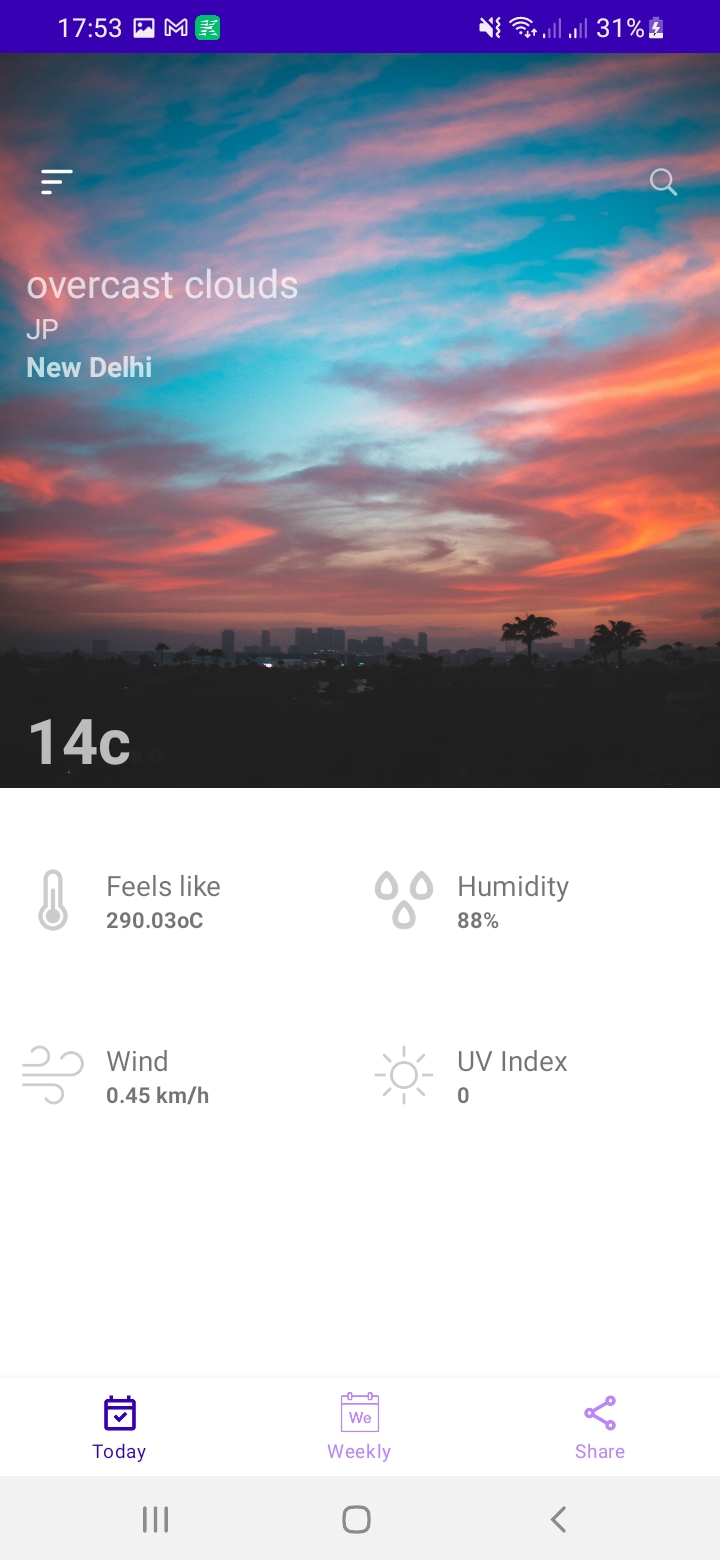 17:53 31%
overcast clouds
JP
New Delhi
14c
Feels like Humidity
290.03oC 88%
Wind UV Index
0.45 km/h 0
We
Today Weekly Share